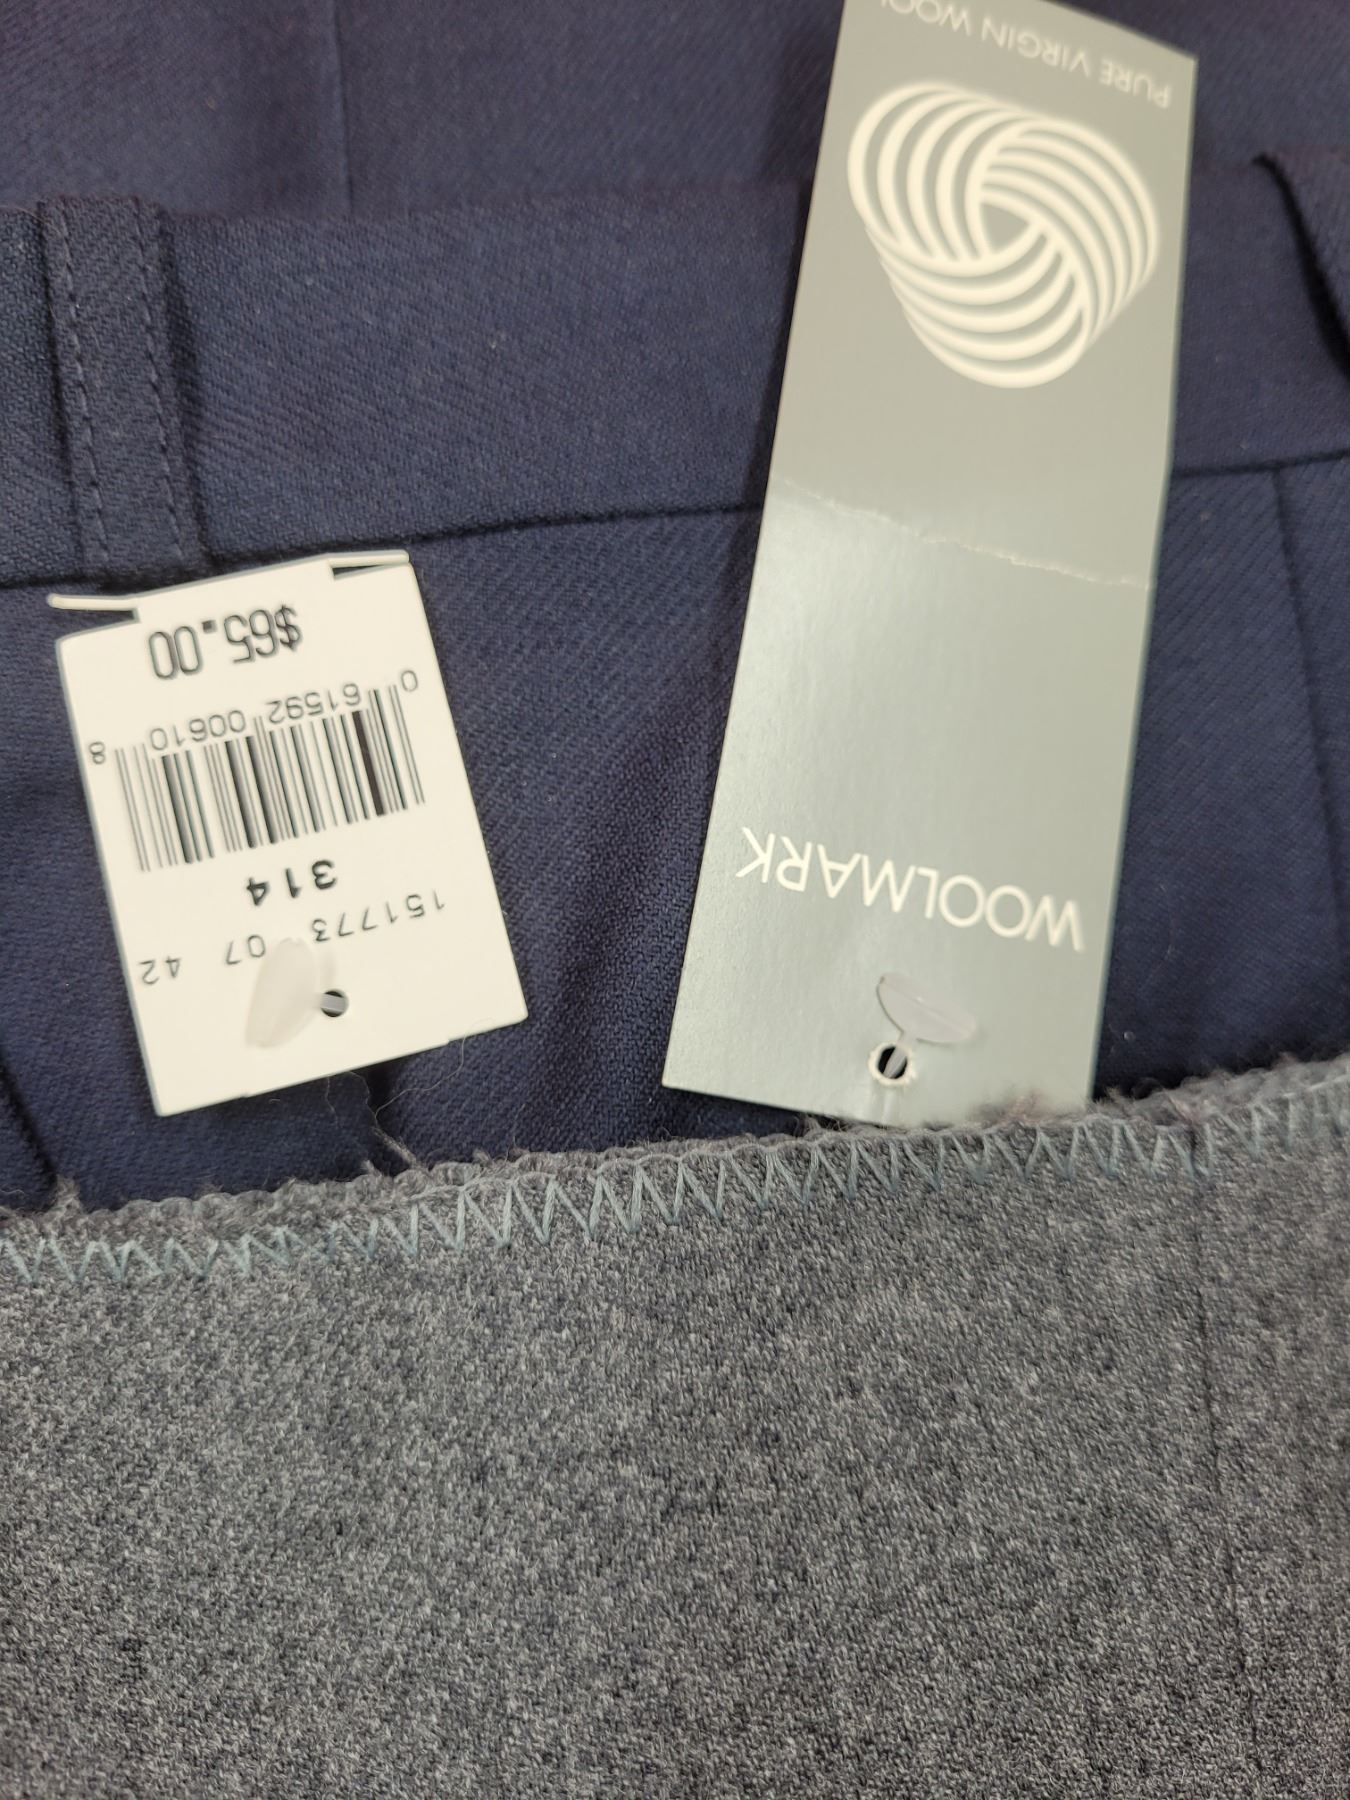 151773 07 42
314
0 61592 00610 8
$65.00
WOOLMARK
PURE VIRGIN WOOL